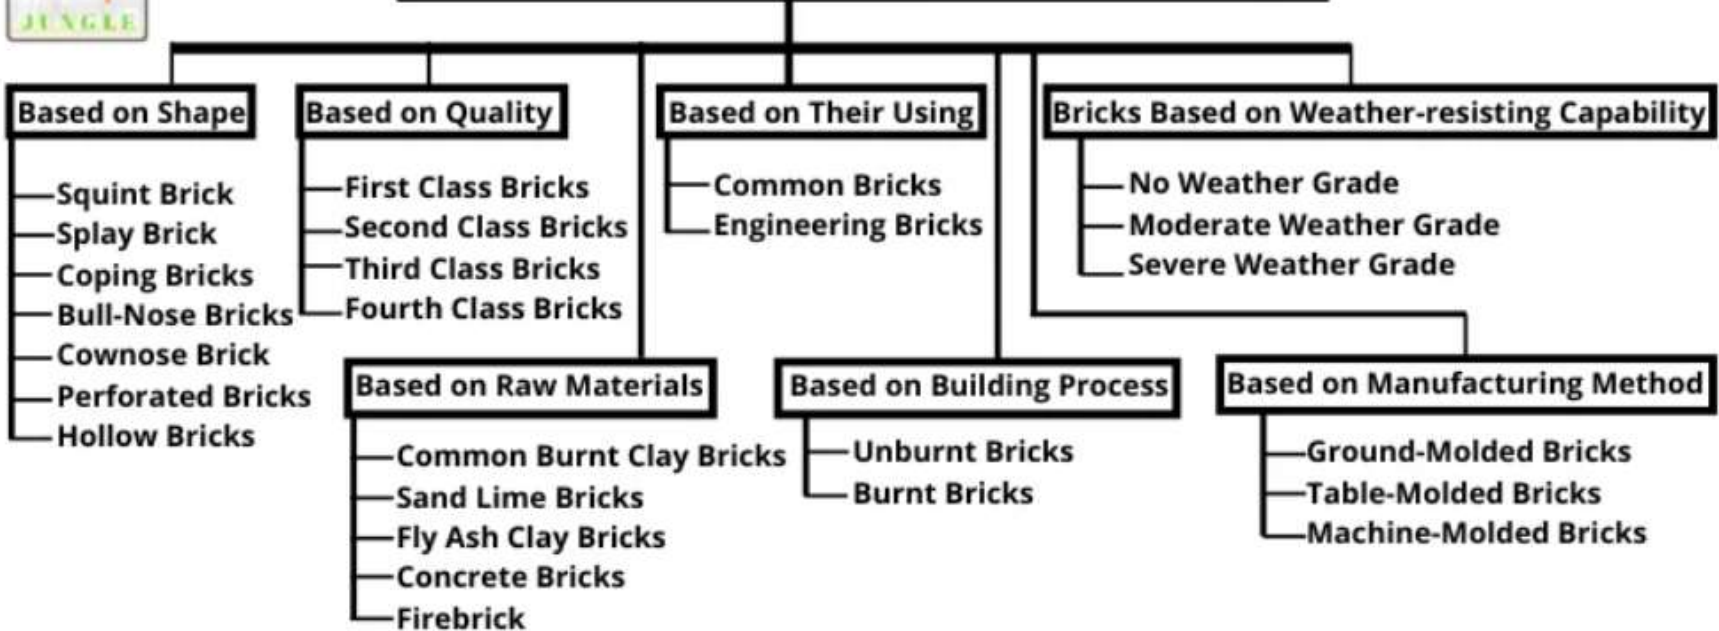 JUNGLE
Based on Shape
Squint Brick
Splay Brick
Coping Bricks
Bull-Nose Bricks
Cownose Brick
Perforated Bricks
Hollow Bricks
Based on Quality
First Class Bricks
Second Class Bricks
Third Class Bricks
Fourth Class Bricks
Based on Their Using
Common Bricks
Engineering Bricks
Bricks Based on Weather-resisting Capability
No Weather Grade
Moderate Weather Grade
Severe Weather Grade
Based on Raw Materials
Common Burnt Clay Bricks
Sand Lime Bricks
Fly Ash Clay Bricks
Concrete Bricks
Firebrick
Based on Building Process
Unburnt Bricks
Burnt Bricks
Based on Manufacturing Method
Ground-Molded Bricks
Table-Molded Bricks
Machine-Molded Bricks